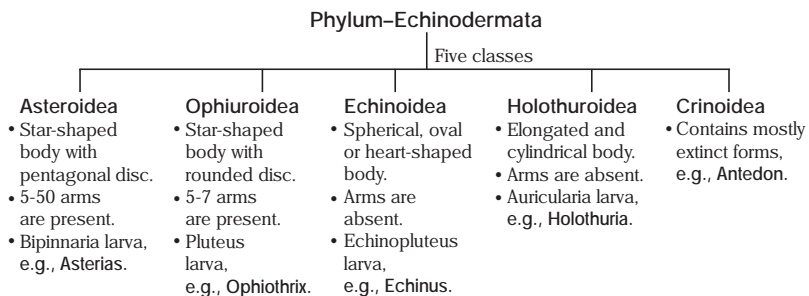 Phylum–Echinodermata
Five classes
Asteroidea
• Star-shaped
body with
pentagonal disc.
• 5-50 arms
are present.
• Bipinnaria larva,
e.g., Asterias.
Ophiuroidea
• Star-shaped
body with
rounded disc.
• 5-7 arms
are present.
• Pluteus
larva,
e.g., Ophiothrix.
Echinoidea
• Spherical, oval
or heart-shaped
body.
• Arms are
absent.
• Echinopluteus
larva,
e.g., Echinus.
Holothuroidea
• Elongated and
cylindrical body.
• Arms are absent.
• Auricularia larva,
e.g., Holothuria.
Crinoidea
• Contains mostly
extinct forms,
e.g., Antedon.